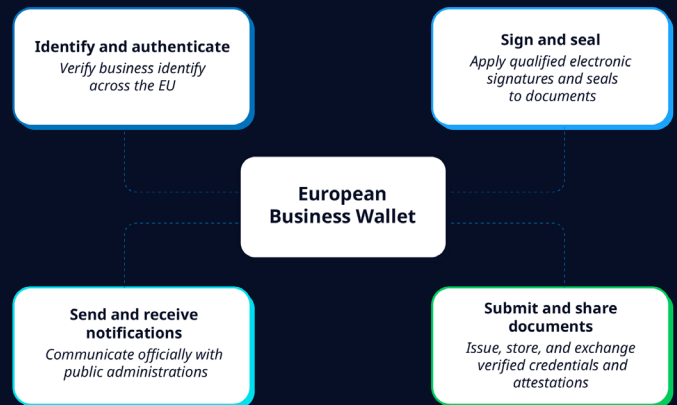 Identify and authenticate
Verify business identify
across the EU
Sign and seal
Apply qualified electronic
signatures and seals
to documents
European
Business Wallet
Send and receive
notifications
Communicate officially with
public administrations
Submit and share
documents
Issue, store, and exchange
verified credentials and
attestations